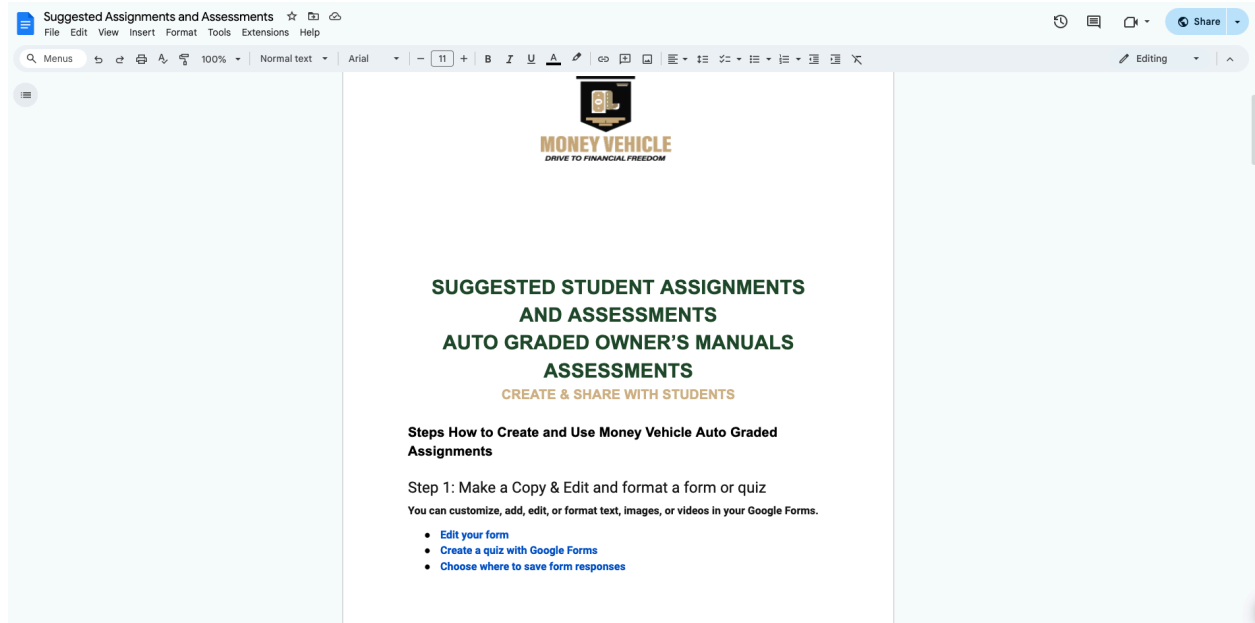 Suggested Assignments and Assessments
Share
File Edit View Insert Format Tools Extensions Help
Menus 100% Normal text Arial 11 B I U A Editing
MONEY VEHICLE
DRIVE TO FINANCIAL FREEDOM
SUGGESTED STUDENT ASSIGNMENTS
AND ASSESSMENTS
AUTO GRADED OWNER’S MANUALS
ASSESSMENTS
CREATE & SHARE WITH STUDENTS
Steps How to Create and Use Money Vehicle Auto Graded
Assignments
Step 1: Make a Copy & Edit and format a form or quiz
You can customize, add, edit, or format text, images, or videos in your Google Forms.
● Edit your form
● Create a quiz with Google Forms
● Choose where to save form responses